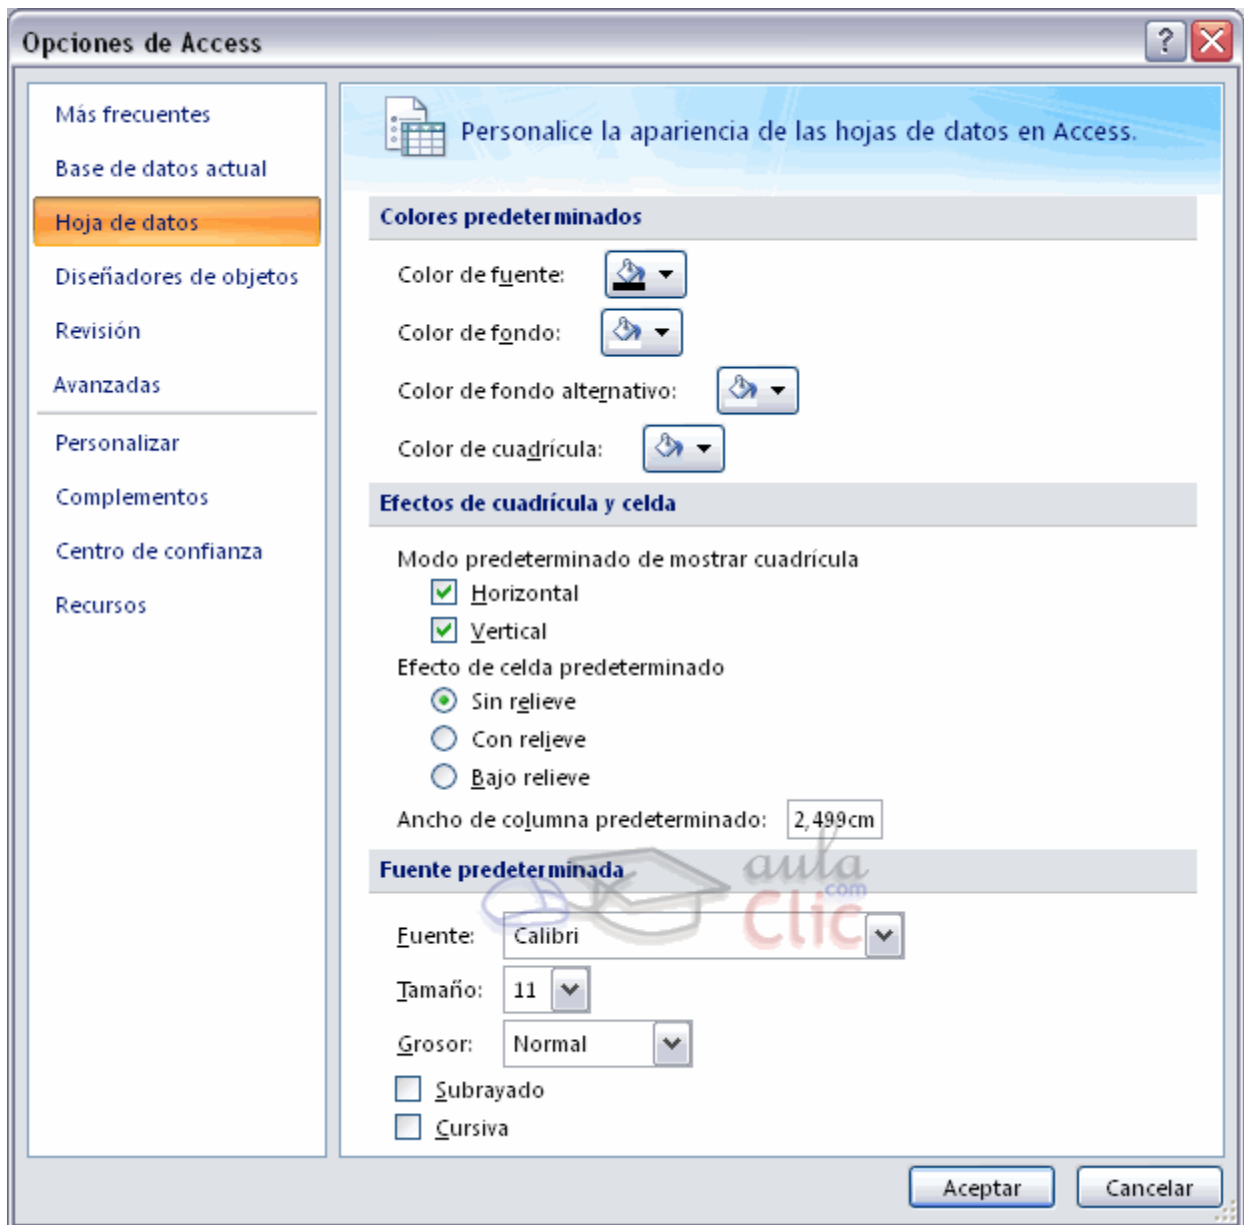 Opciones de Access
Más frecuentes
Base de datos actual
Hoja de datos
Diseñadores de objetos
Revisión
Avanzadas
Personalizar
Complementos
Centro de confianza
Recursos
Personalice la apariencia de las hojas de datos en Access.
Colores predeterminados
Color de fuente:
Color de fondo:
Color de fondo alternativo:
Color de cuadrícula:
Efectos de cuadrícula y celda
Modo predeterminado de mostrar cuadrícula
Horizontal
Vertical
Efecto de celda predeterminado
Sin relieve
Con relieve
Bajo relieve
Ancho de columna predeterminado: 2,499cm
Fuente predeterminada
aula
Clic
.com
Fuente: Calibri
Tamaño: 11
Grosor: Normal
Subrayado
Cursiva
Aceptar Cancelar